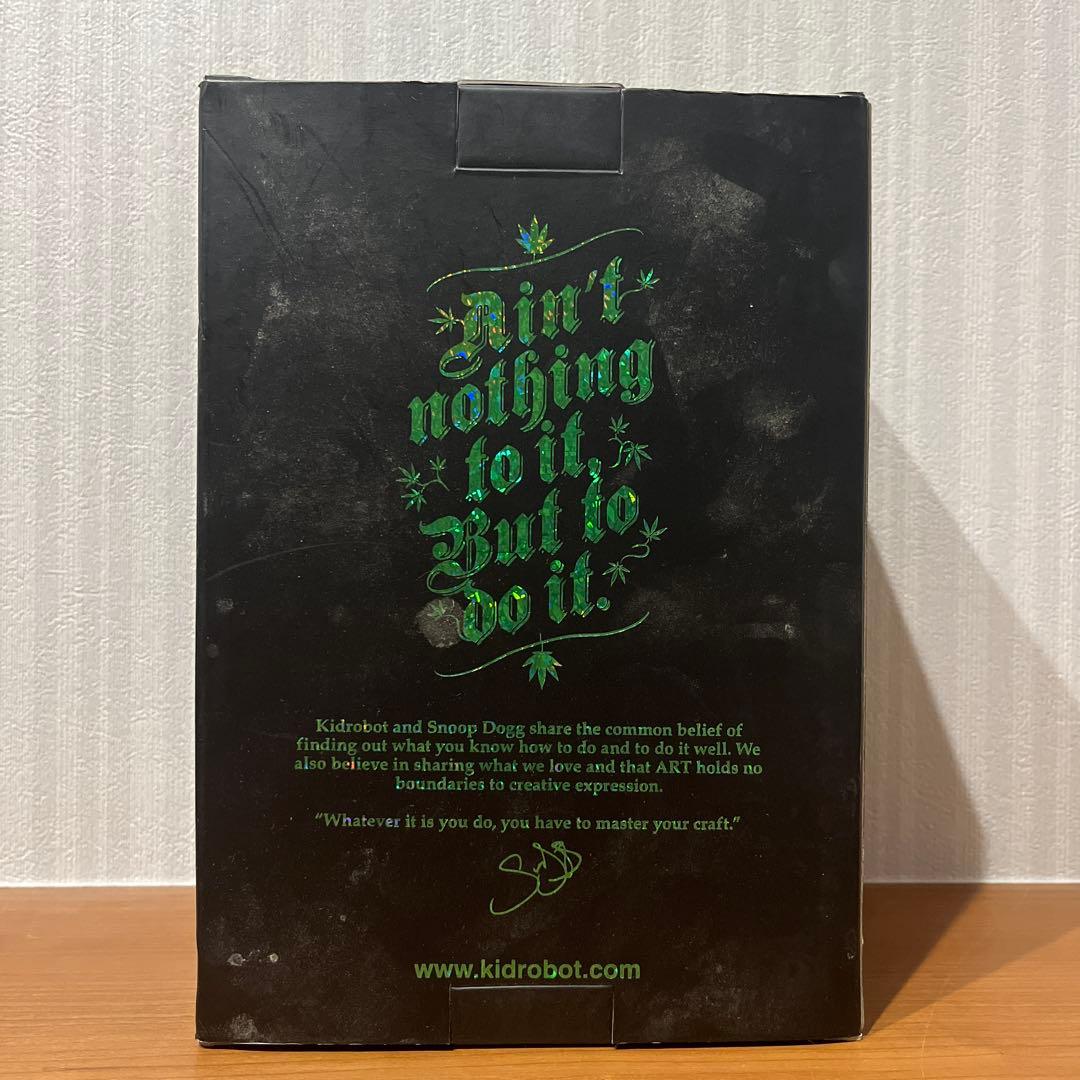 Ain't
nothing
to it,
But to
do it.
Kidrobot and Snoop Dogg share the common belief of
finding out what you know how to do and to do it well. We
also believe in sharing what we love and that ART holds no
boundaries to creative expression.
“Whatever it is you do, you have to master your craft.”
www.kidrobot.com